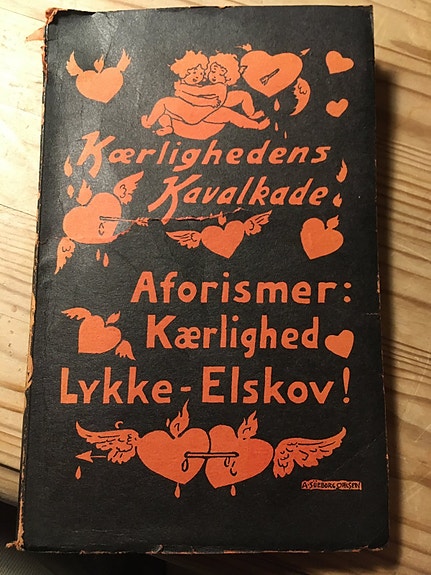 Kærlighedens
Kavalkade
Aforismer:
Kærlighed
Lykke-Elskov!